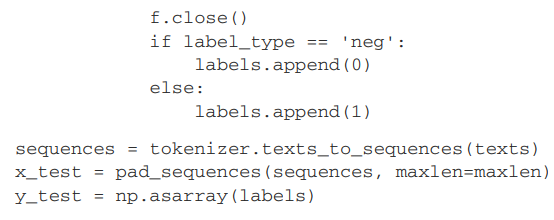 f.close()
if label_type == 'neg':
labels.append(0)
else:
labels.append(1)
sequences = tokenizer.texts_to_sequences(texts)
x_test = pad_sequences(sequences, maxlen=maxlen)
y_test = np.asarray(labels)